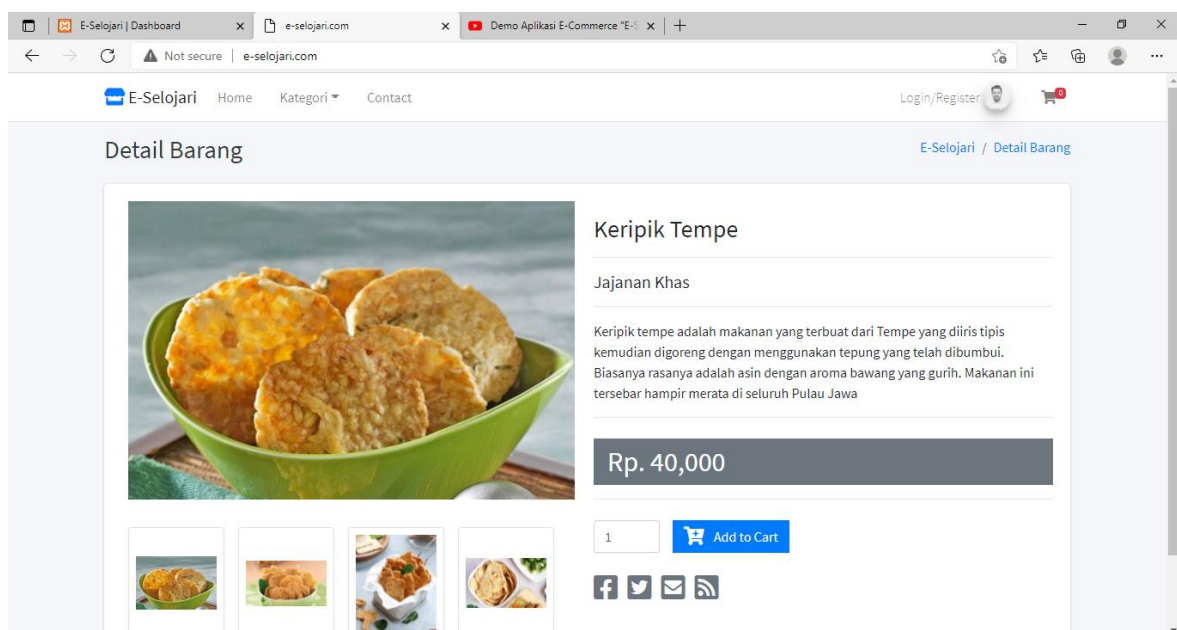 E-Selojari | Dashboard
e-selojari.com
Demo Aplikasi E-Commerce "E-S
Not secure | e-selojari.com
E-Selojari Home Kategori Contact Login/Register 0
Detail Barang
E-Selojari / Detail Barang
Keripik Tempe
Jajanan Khas
Keripik tempe adalah makanan yang terbuat dari Tempe yang diiris tipis
kemudian digoreng dengan menggunakan tepung yang telah dibumbui.
Biasanya rasanya adalah asin dengan aroma bawang yang gurih. Makanan ini
tersebar hampir merata di seluruh Pulau Jawa
Rp. 40,000
1 Add to Cart